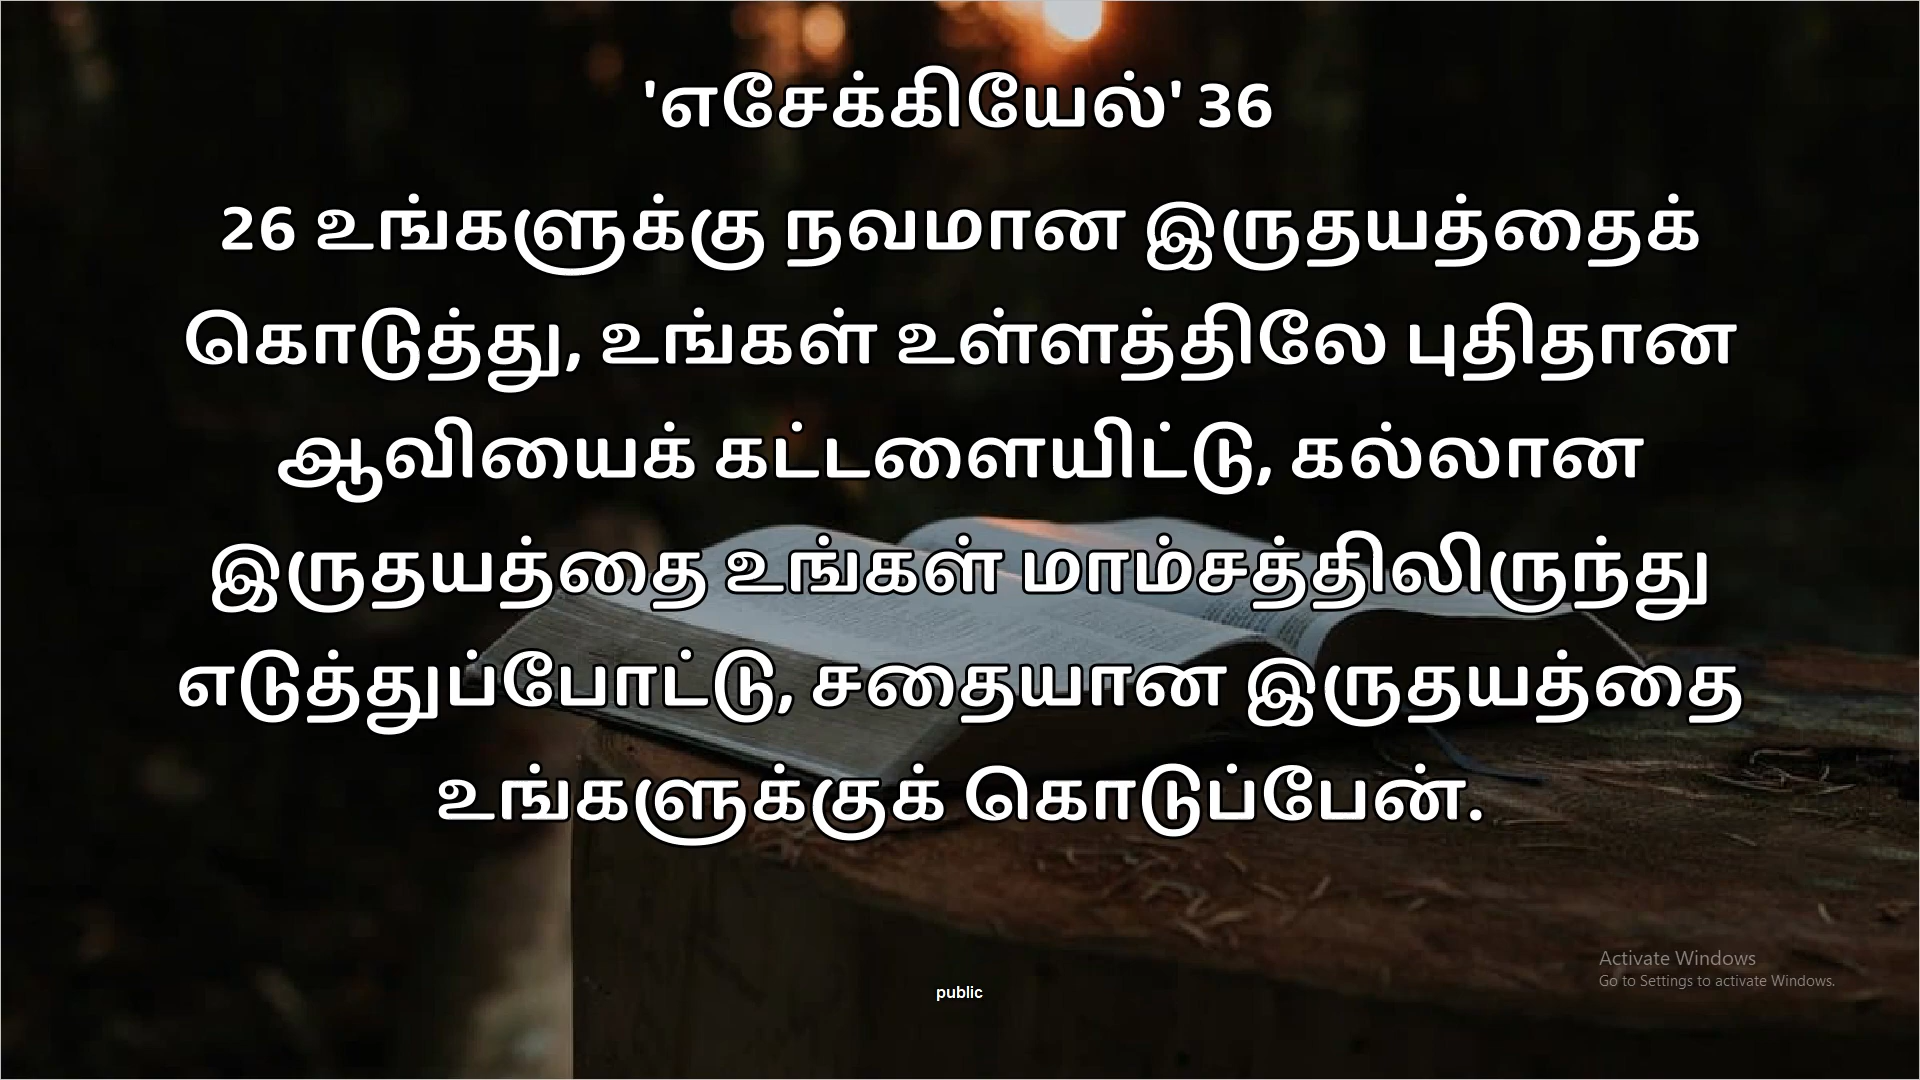 'எசேக்கியேல்' 36
26 உங்களுக்கு நவமான இருதயத்தைக்
கொடுத்து, உங்கள் உள்ளத்திலே புதிதான
ஆவியைக் கட்டளையிட்டு, கல்லான
இருதயத்தை உங்கள் மாம்சத்திலிருந்து
எடுத்துப்போட்டு, சதையான இருதயத்தை
உங்களுக்குக் கொடுப்பேன்.
Activate Windows
Go to Settings to activate Windows.
public